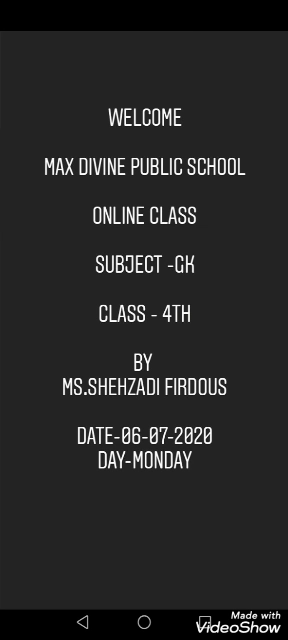 WELCOME
MAX DIVINE PUBLIC SCHOOL
ONLINE CLASS
SUBJECT -GK
CLASS - 4TH
BY
MS.SHEHZADI FIRDOUS
DATE-06-07-2020
DAY-MONDAY
Made with
VideoShow